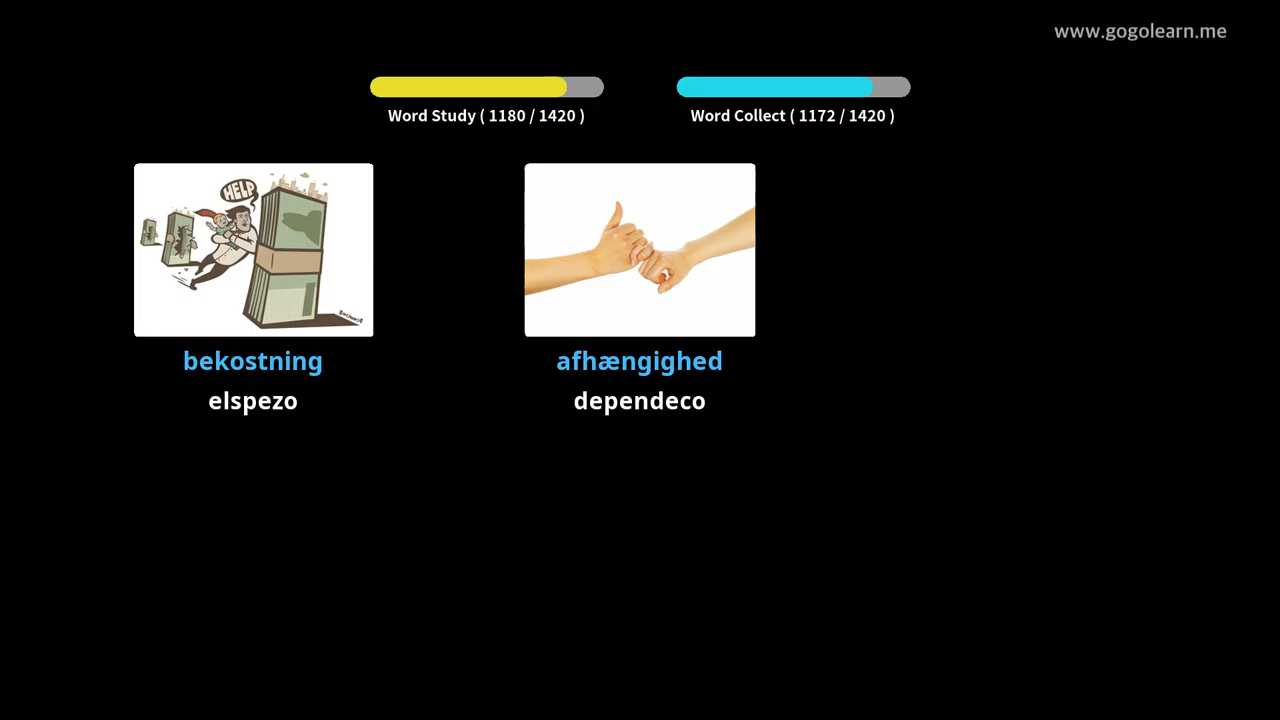 www.gogolearn.me
Word Study ( 1180 / 1420 )
Word Collect ( 1172 / 1420 )
HELP
bekostning
afhængighed
elspezo
dependeco